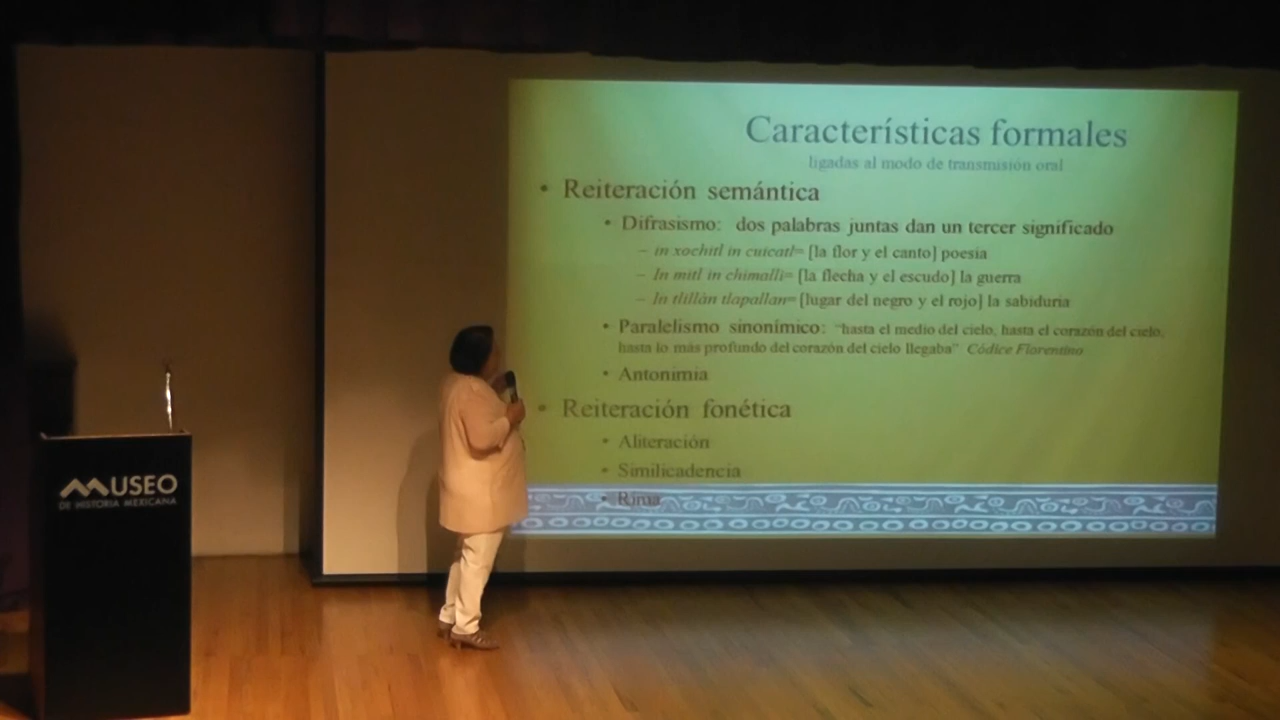 Características formales
ligadas al modo de transmisión oral
• Reiteración semántica
• Difrasismo: dos palabras juntas dan un tercer significado
– in xochitl in cuicatl= [la flor y el canto] poesia
– In mitl in chimalli= [la flecha y el escudo] la guerra
– In tlillán tlapallan= [lugar del negro y el rojo] la sabiduria
• Paralelismo sinonímico: "hasta el medio del cielo, hasta el corazón del cielo,
hasta lo más profundo del corazón del cielo llegaba" Códice Florentino
• Antonimia
• Reiteración fonética
• Aliteración
• Similicadencia
• Rima
MUSEO
DE HISTORIA MEXICANA